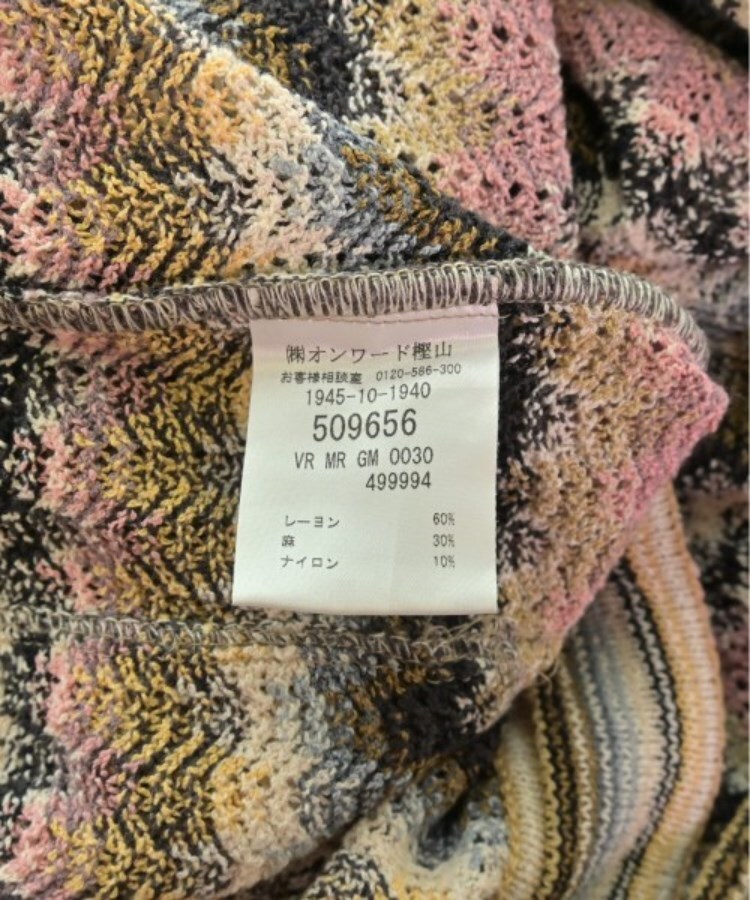 ㈱オンワード樫山
お客様相談室 0120-586-300
1945-10-1940
509656
VR MR GM 0030
499994
レーヨン 60%
麻 30%
ナイロン 10%